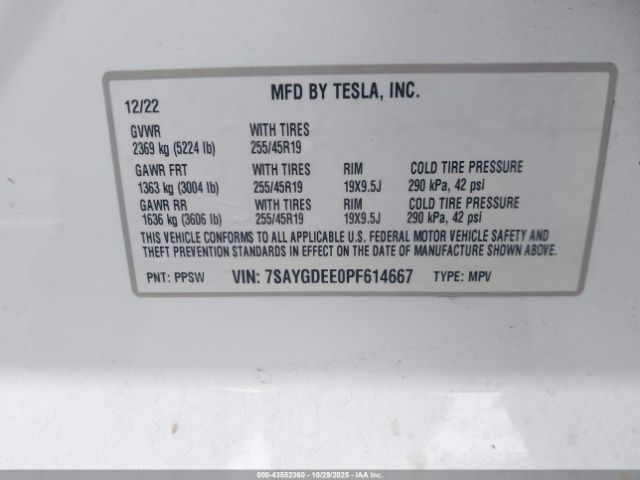 MFD BY TESLA, INC.
12/22
GVWR WITH TIRES
2369 kg (5224 lb) 255/45R19
GAWR FRT WITH TIRES RIM COLD TIRE PRESSURE
1363 kg (3004 lb) 255/45R19 19X9.5J 290 kPa, 42 psi
GAWR RR WITH TIRES RIM COLD TIRE PRESSURE
1636 kg (3606 lb) 255/45R19 19X9.5J 290 kPa, 42 psi
THIS VEHICLE CONFORMS TO ALL APPLICABLE U.S. FEDERAL MOTOR VEHICLE SAFETY AND
THEFT PREVENTION STANDARDS IN EFFECT ON THE DATE OF MANUFACTURE SHOWN ABOVE.
PNT: PPSW VIN: 7SAYGDEE0PF614667 TYPE: MPV
000-43552360 - 10/29/2025 - IAAI.COM